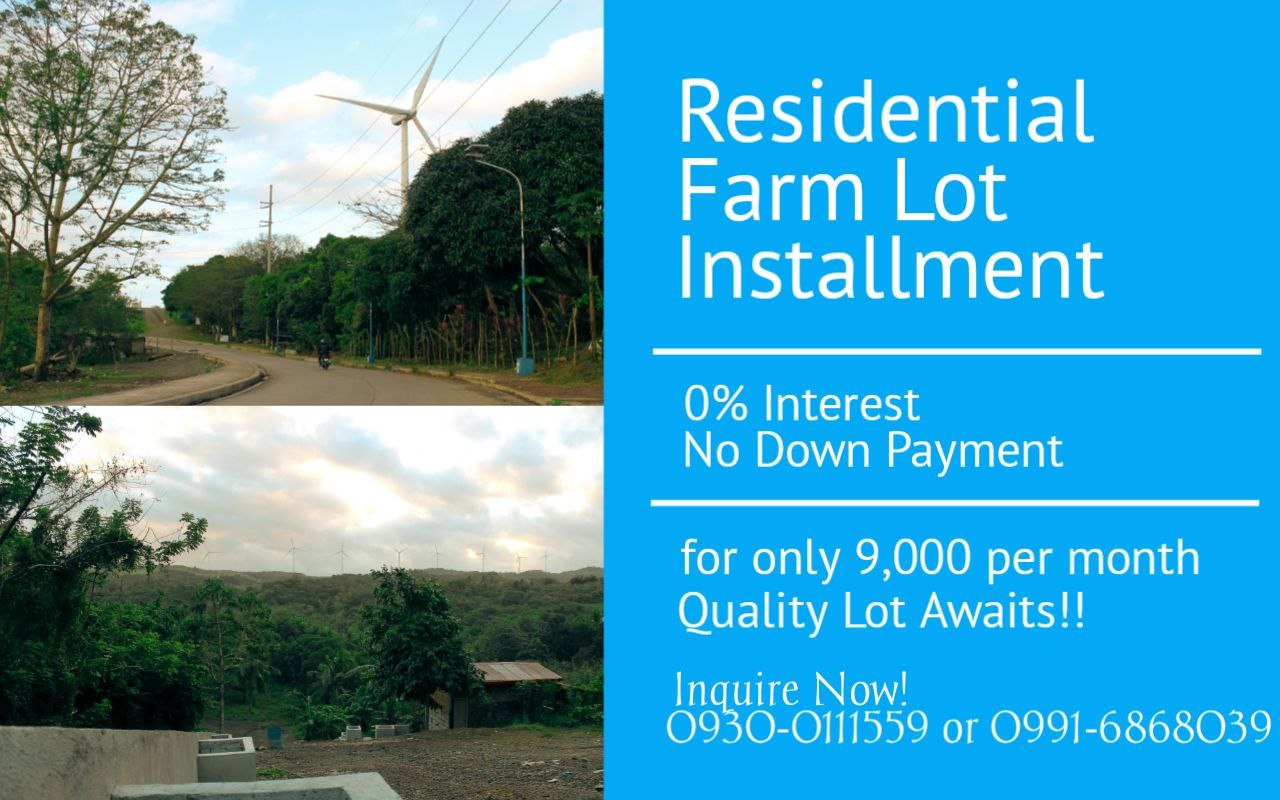 Residential
Farm Lot
Installment
0% Interest
No Down Payment
for only 9,000 per month
Quality Lot Awaits!!
Inquire Now!
0930-0111559 or 0991-6868039